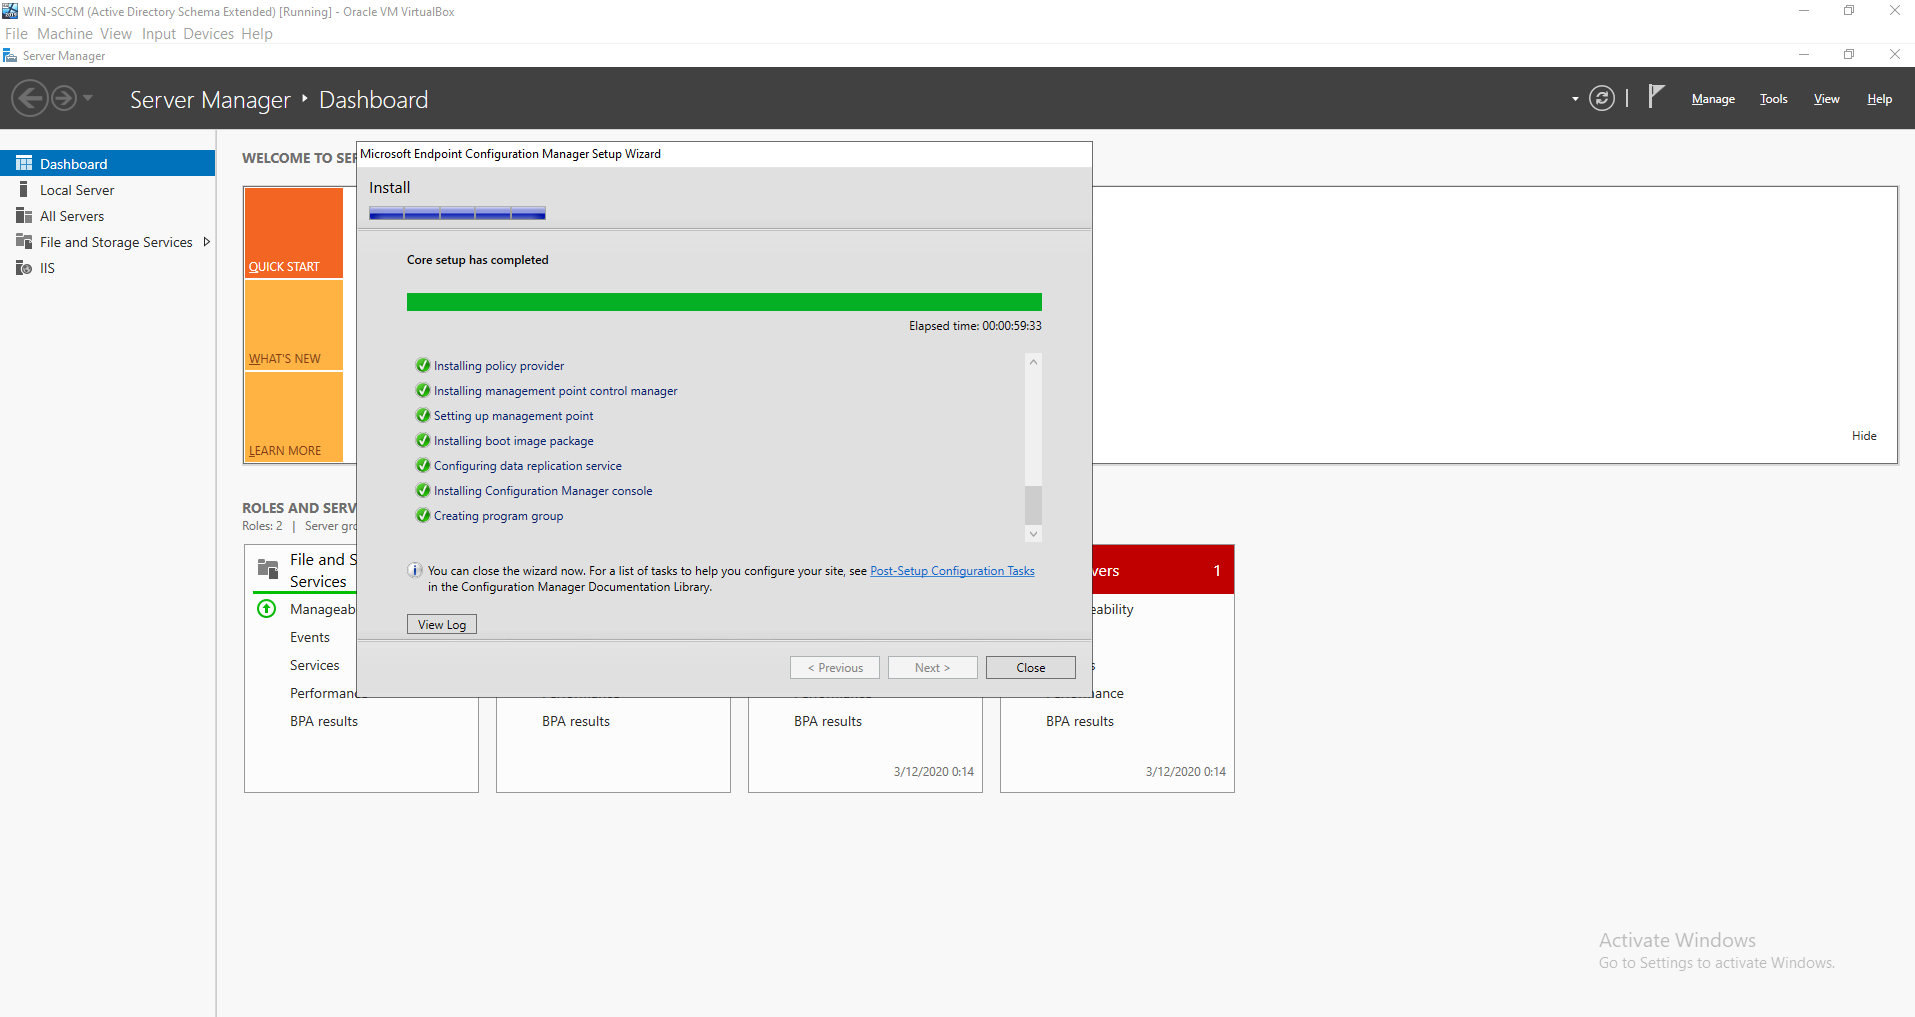 WIN-SCCM (Active Directory Schema Extended) [Running] - Oracle VM VirtualBox
File Machine View Input Devices Help
Server Manager
Server Manager Dashboard
Manage Tools View Help
Dashboard
Local Server
All Servers
File and Storage Services
IIS
WELCOME TO SER
QUICK START
WHAT'S NEW
LEARN MORE
Hide
Microsoft Endpoint Configuration Manager Setup Wizard
Install
Core setup has completed
Elapsed time: 00:00:59:33
Installing policy provider
Installing management point control manager
Setting up management point
Installing boot image package
Configuring data replication service
Installing Configuration Manager console
Creating program group
You can close the wizard now. For a list of tasks to help you configure your site, see Post-Setup Configuration Tasks
in the Configuration Manager Documentation Library.
View Log
< Previous
Next >
Close
ROLES AND SERV
Roles: 2 | Server gro
File and S
Services
Manageab
Events
Services
Performanc
BPA results
BPA results
BPA results
3/12/2020 0:14
vers 1
eability
s
ance
BPA results
3/12/2020 0:14
Activate Windows
Go to Settings to activate Windows.